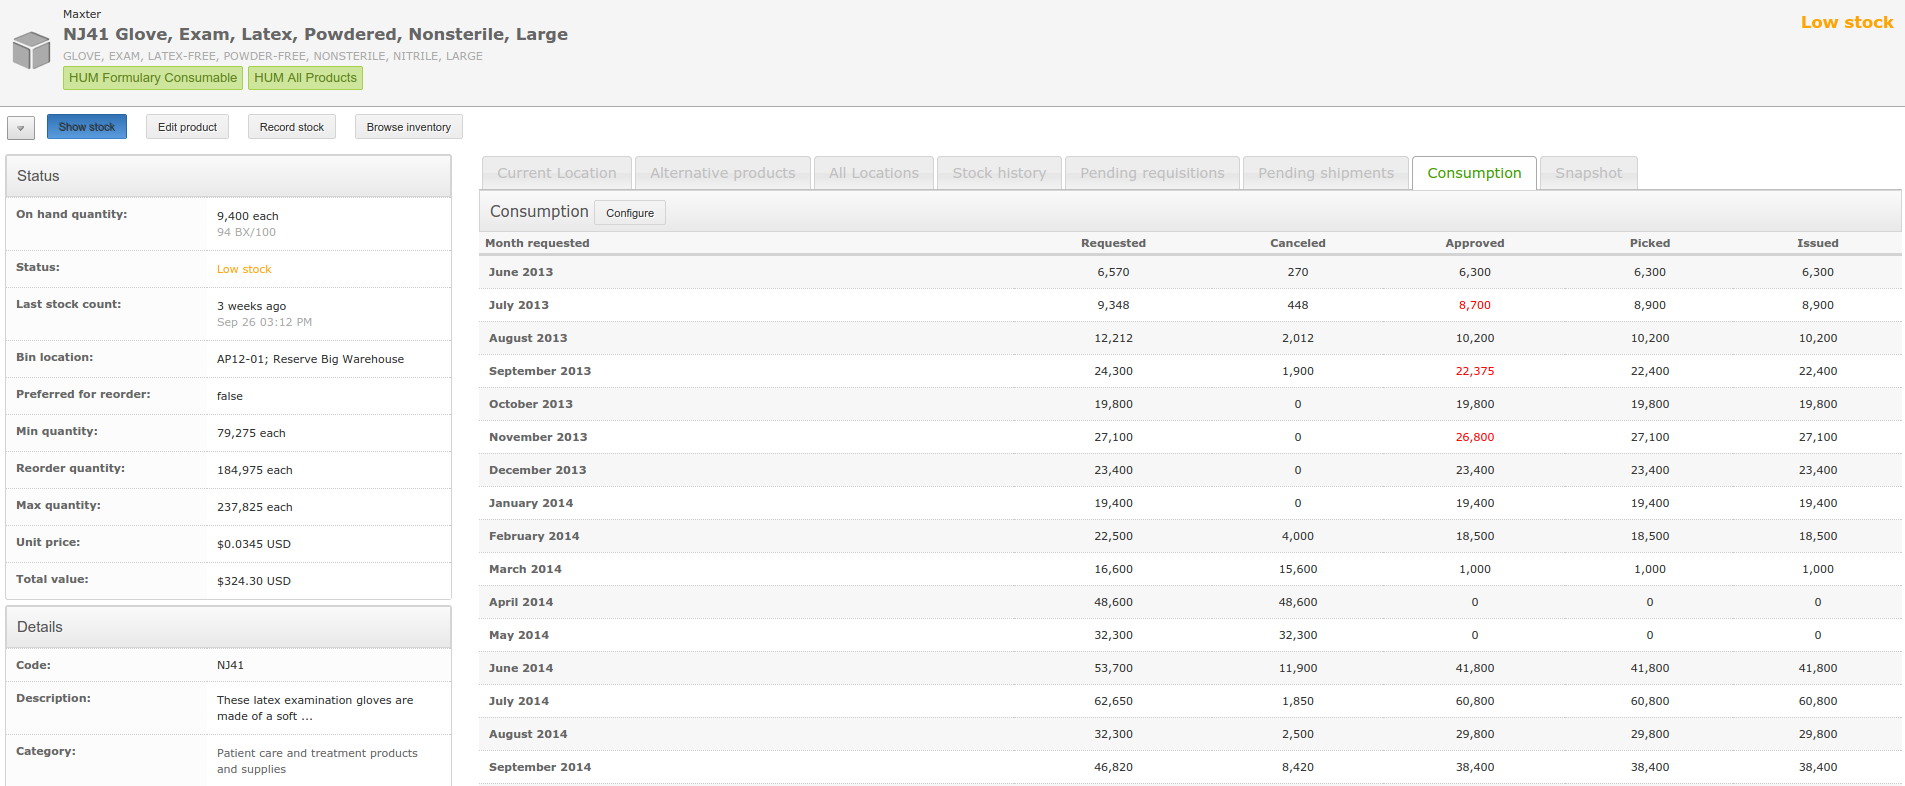 Maxter
NJ41 Glove, Exam, Latex, Powdered, Nonsterile, Large
GLOVE, EXAM, LATEX-FREE, POWDER-FREE, NONSTERILE, NITRILE, LARGE
HUM Formulary Consumable HUM All Products
Low stock
Show stock Edit product Record stock Browse inventory
Status
On hand quantity: 9,400 each
94 BX/100
Status: Low stock
Last stock count: 3 weeks ago
Sep 26 03:12 PM
Bin location: AP12-01; Reserve Big Warehouse
Preferred for reorder: false
Min quantity: 79,275 each
Reorder quantity: 184,975 each
Max quantity: 237,825 each
Unit price: $0.0345 USD
Total value: $324.30 USD
Details
Code: NJ41
Description: These latex examination gloves are
made of a soft ...
Category: Patient care and treatment products
and supplies
Current Location Alternative products All Locations Stock history Pending requisitions Pending shipments Consumption Snapshot
Consumption Configure
Month requested Requested Canceled Approved Picked Issued
June 2013 6,570 270 6,300 6,300 6,300
July 2013 9,348 448 8,700 8,900 8,900
August 2013 12,212 2,012 10,200 10,200 10,200
September 2013 24,300 1,900 22,375 22,400 22,400
October 2013 19,800 0 19,800 19,800 19,800
November 2013 27,100 0 26,800 27,100 27,100
December 2013 23,400 0 23,400 23,400 23,400
January 2014 19,400 0 19,400 19,400 19,400
February 2014 22,500 4,000 18,500 18,500 18,500
March 2014 16,600 15,600 1,000 1,000 1,000
April 2014 48,600 48,600 0 0 0
May 2014 32,300 32,300 0 0 0
June 2014 53,700 11,900 41,800 41,800 41,800
July 2014 62,650 1,850 60,800 60,800 60,800
August 2014 32,300 2,500 29,800 29,800 29,800
September 2014 46,820 8,420 38,400 38,400 38,400